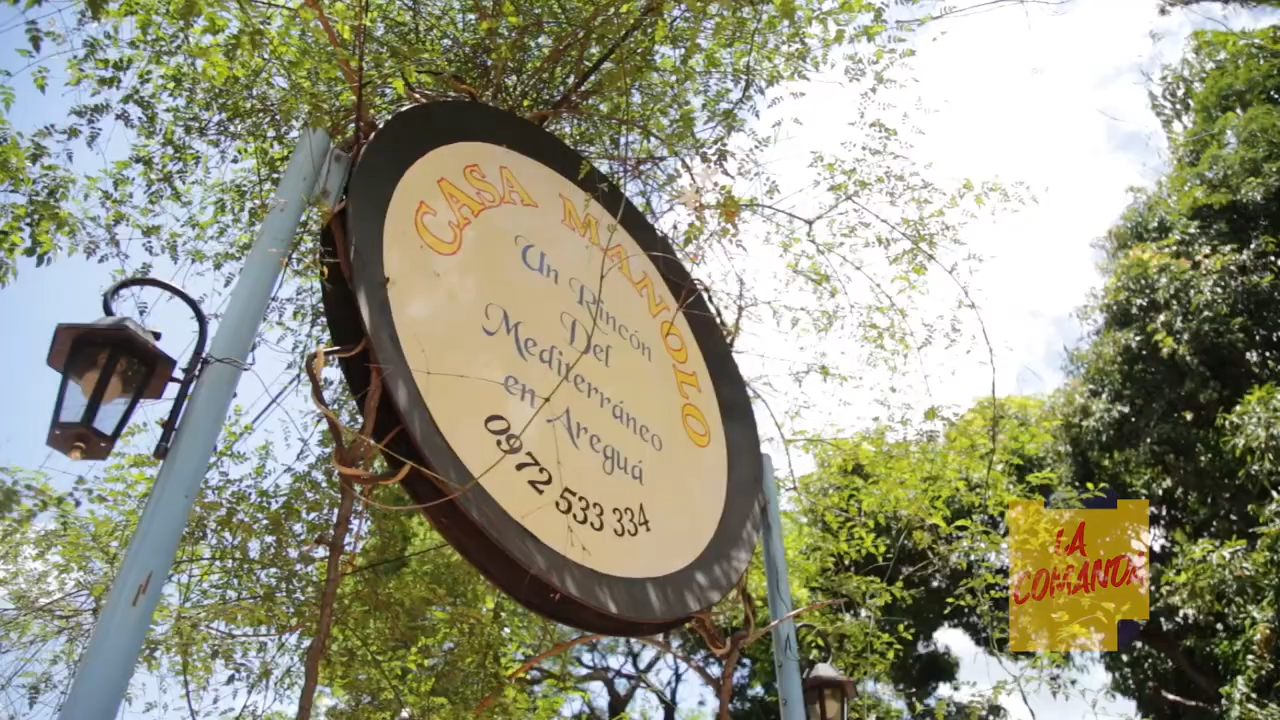 CASA MANOLO
Un Rincón
Del
Mediterráneo
en Areguá
0972 533 334
LA
COMANDA